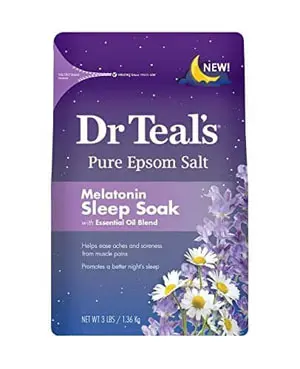 NEW!
Dr Teal's
Pure Epsom Salt
Melatonin
Sleep Soak
with Essential Oil Blend
Helps ease aches and soreness
from muscle pains
Promotes a better night's sleep
NET WT 3 LBS / 1.36 Kg